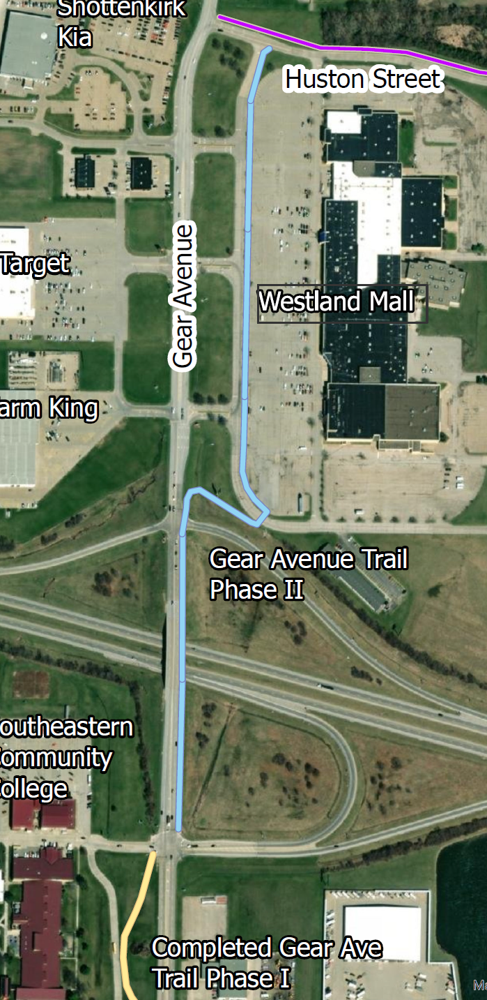 Shottenkirk
Kia
Huston Street
Gear Avenue
Target
Westland Mall
arm King
Gear Avenue Trail
Phase II
outheastern
ommunity
ollege
Completed Gear Ave
Trail Phase I
Ma